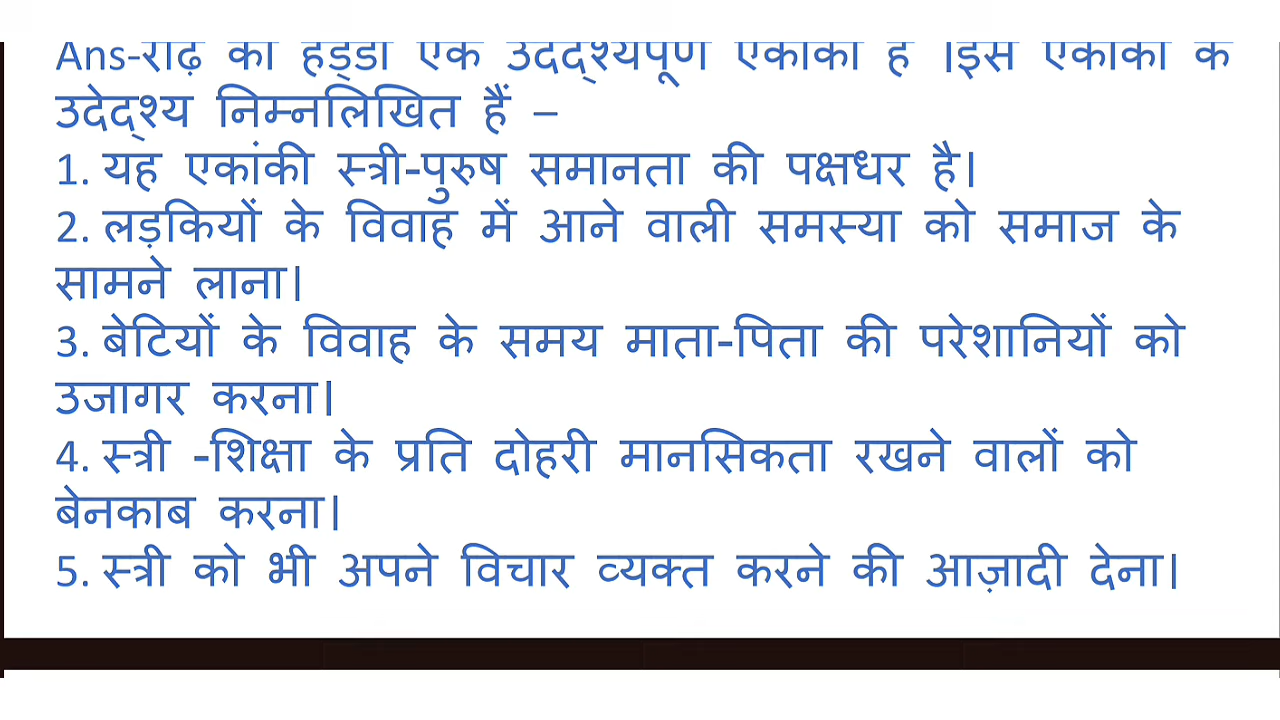 Ans-रीढ़ की हड्डी एक उदद्श्यपूर्ण एकांकी है ।इस एकांकी के
उदेद्श्य निम्नलिखित हैं –
1. यह एकांकी स्त्री-पुरुष समानता की पक्षधर है।
2. लड़कियों के विवाह में आने वाली समस्या को समाज के
सामने लाना।
3. बेटियों के विवाह के समय माता-पिता की परेशानियों को
उजागर करना।
4. स्त्री -शिक्षा के प्रति दोहरी मानसिकता रखने वालों को
बेनकाब करना।
5. स्त्री को भी अपने विचार व्यक्त करने की आज़ादी देना।